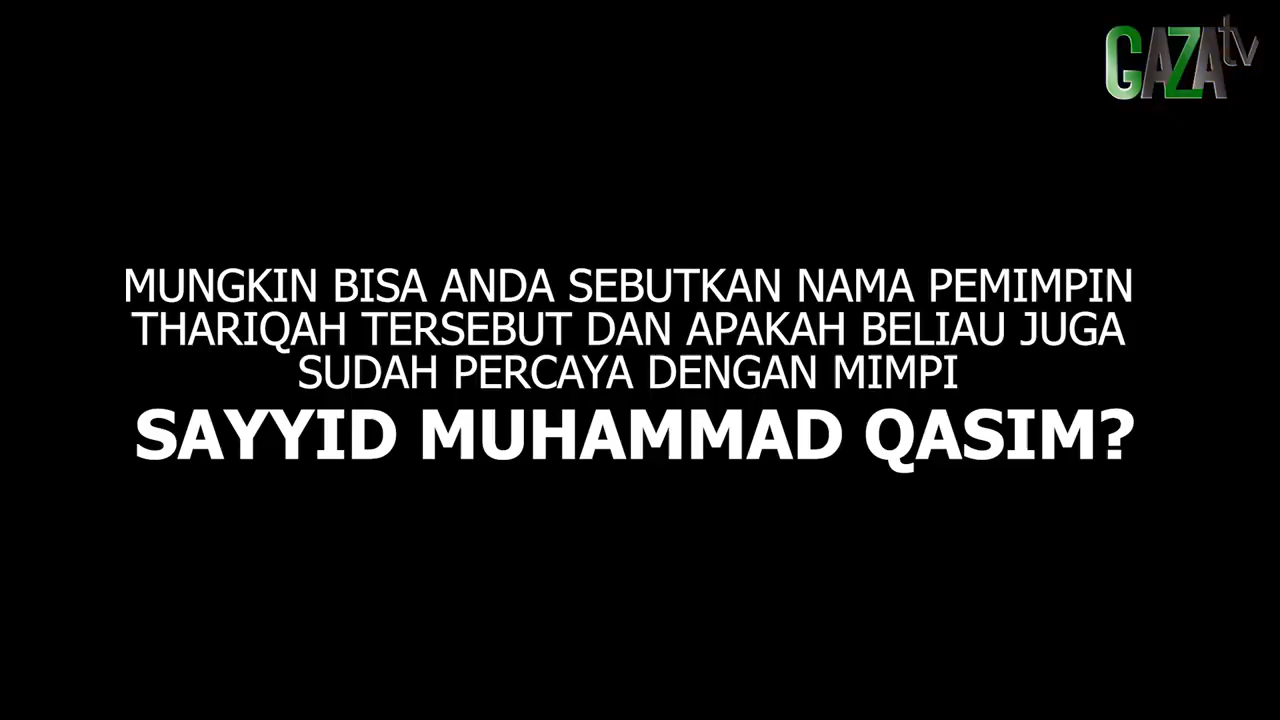 GAZAtv
MUNGKIN BISA ANDA SEBUTKAN NAMA PEMIMPIN
THARIQAH TERSEBUT DAN APAKAH BELIAU JUGA
SUDAH PERCAYA DENGAN MIMPI
SAYYID MUHAMMAD QASIM?